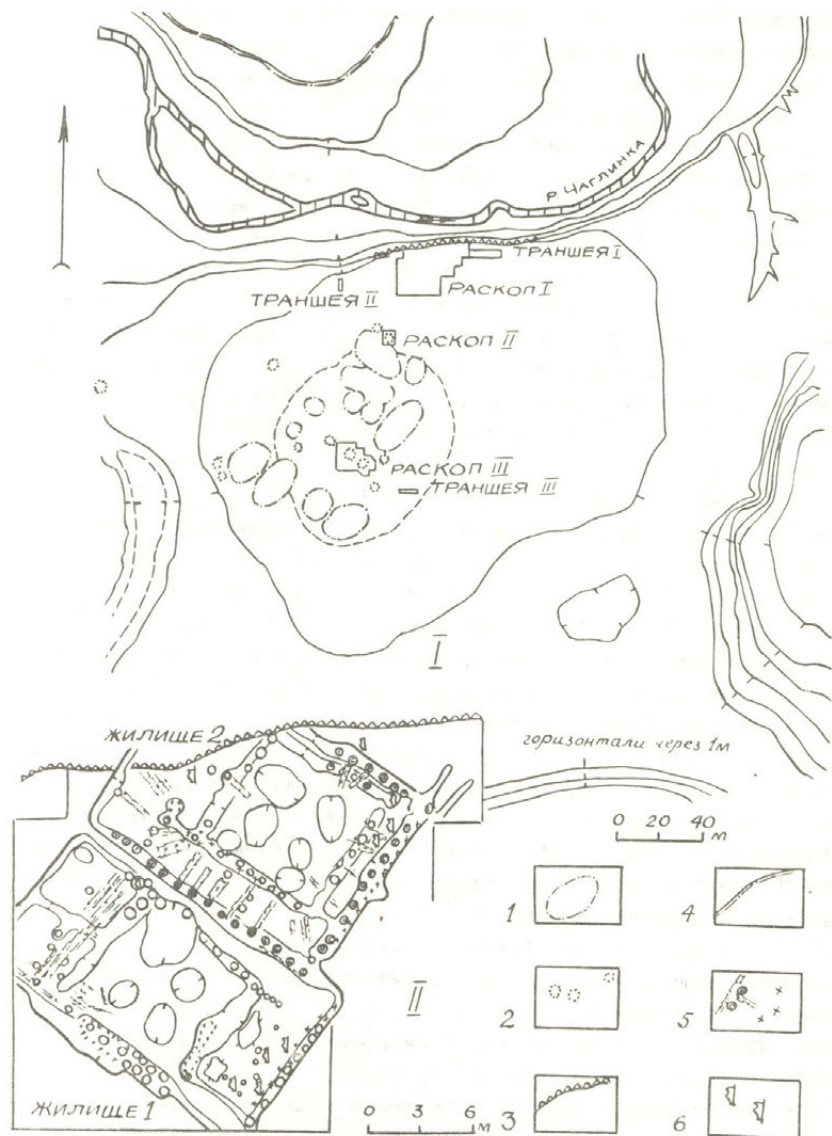 р. ЧАГЛИНКА
ТРАНШЕЯ I
ТРАНШЕЯ II
РАСКОП I
РАСКОП II
РАСКОП III
ТРАНШЕЯ III
I
ЖИЛИЩЕ 2
горизонтали через 1м
0 20 40
м
1
4
II
2
5
3
6
ЖИЛИЩЕ 1
0 3 6
м